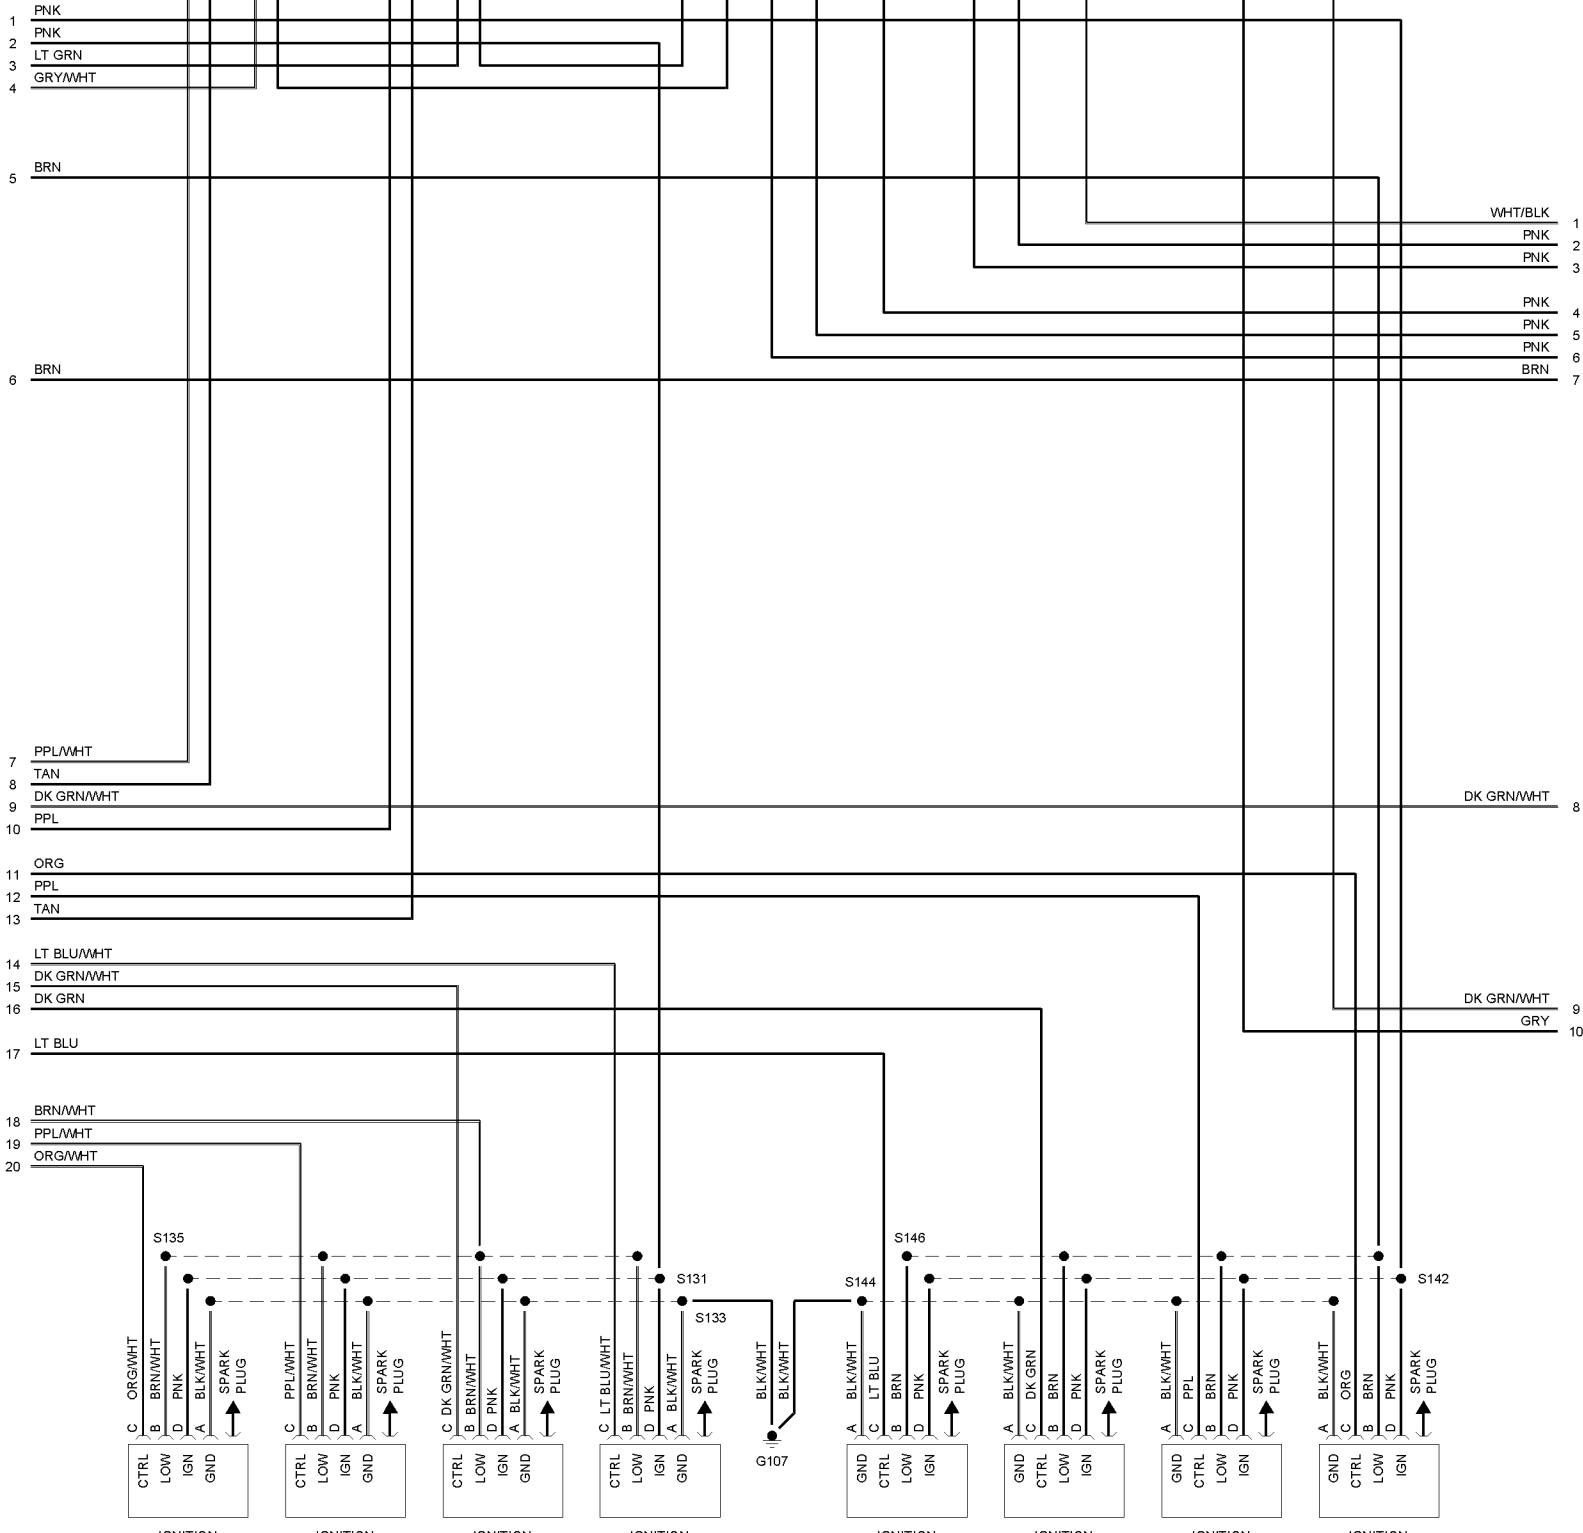 1 PNK
2 PNK
3 LT GRN
4 GRY/WHT
5 BRN
WHT/BLK 1
PNK 2
PNK 3
PNK 4
PNK 5
PNK 6
6 BRN
BRN 7
7 PPL/WHT
8 TAN
9 DK GRN/WHT
DK GRN/WHT 8
10 PPL
11 ORG
12 PPL
13 TAN
14 LT BLU/WHT
15 DK GRN/WHT
16 DK GRN
DK GRN/WHT 9
GRY 10
17 LT BLU
18 BRN/WHT
19 PPL/WHT
20 ORG/WHT
S135
S146
S131
S144
S142
S133
C ORG/WHT
B BRN/WHT
D PNK
A BLK/WHT
SPARK
PLUG
C PPL/WHT
B BRN/WHT
D PNK
A BLK/WHT
SPARK
PLUG
C DK GRN/WHT
B BRN/WHT
D PNK
A BLK/WHT
SPARK
PLUG
C LT BLU/WHT
B BRN/WHT
D PNK
A BLK/WHT
SPARK
PLUG
BLK/WHT
BLK/WHT
A BLK/WHT
C LT BLU
B BRN
D PNK
SPARK
PLUG
A BLK/WHT
C DK GRN
B BRN
D PNK
SPARK
PLUG
A BLK/WHT
C PPL
B BRN
D PNK
SPARK
PLUG
A BLK/WHT
C ORG
B BRN
D PNK
SPARK
PLUG
G107
CTRL
LOW
IGN
GND
CTRL
LOW
IGN
GND
CTRL
LOW
IGN
GND
CTRL
LOW
IGN
GND
GND
CTRL
LOW
IGN
GND
CTRL
LOW
IGN
GND
CTRL
LOW
IGN
GND
CTRL
LOW
IGN
IGNITION
IGNITION
IGNITION
IGNITION
IGNITION
IGNITION
IGNITION
IGNITION